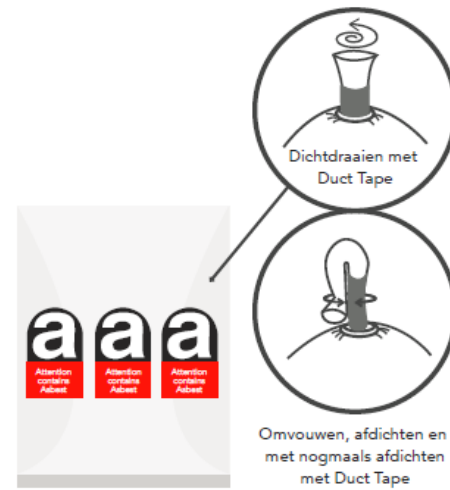 Dichtdraaien met
Duct Tape
a a a
Attention
contains
Asbest
Attention
contains
Asbest
Attention
contains
Asbest
Omvouwen, afdichten en
met nogmaals afdichten
met Duct Tape